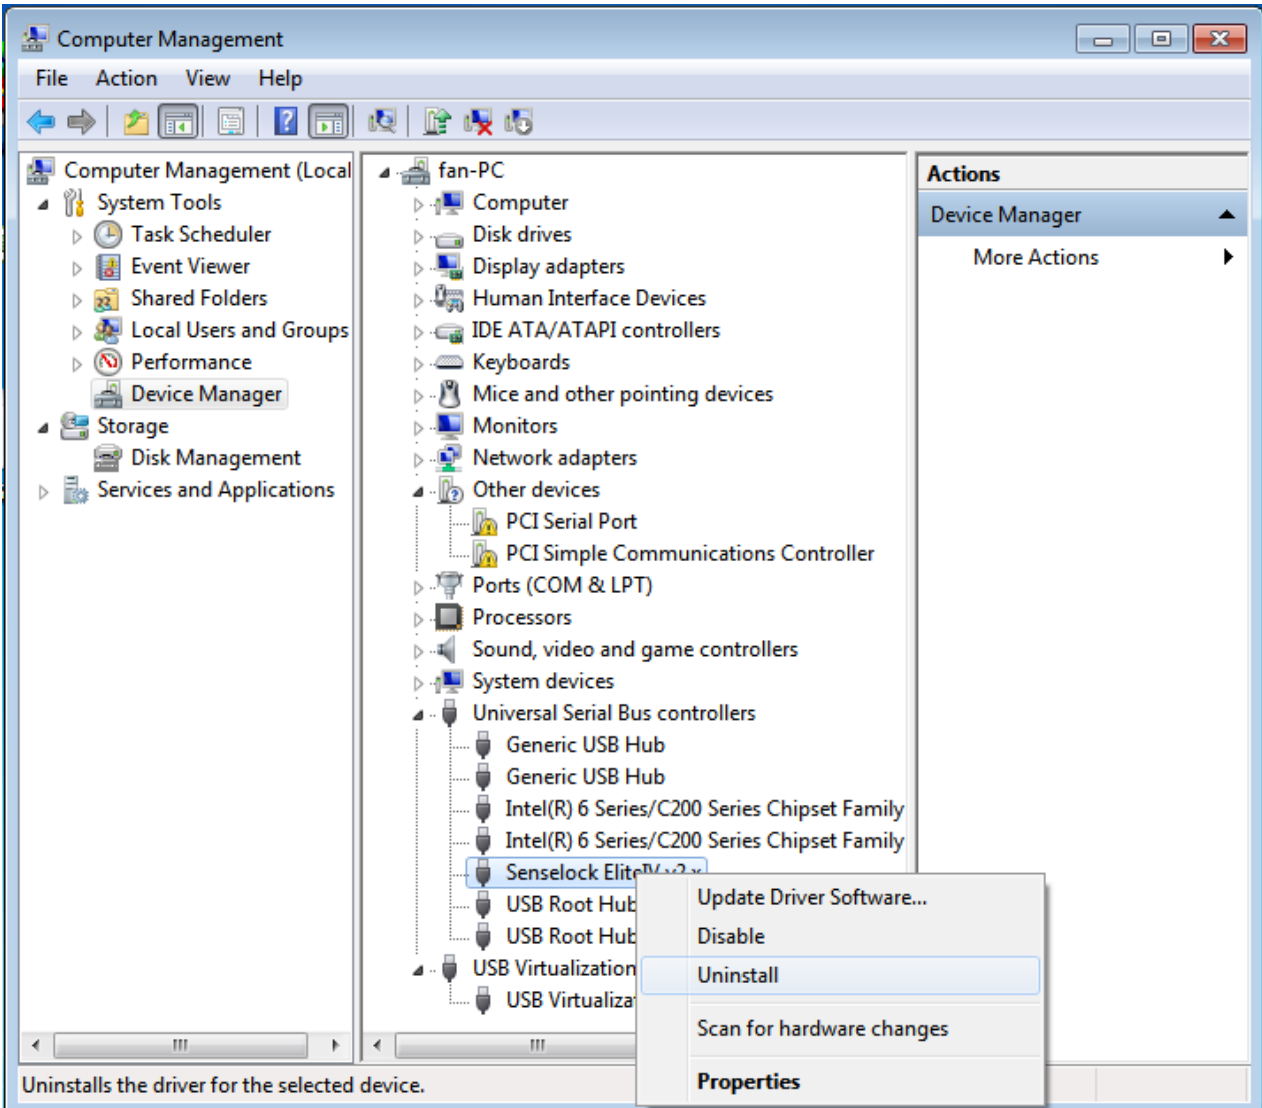 Computer Management
File Action View Help
Computer Management (Local
System Tools
Task Scheduler
Event Viewer
Shared Folders
Local Users and Groups
Performance
Device Manager
Storage
Disk Management
Services and Applications
fan-PC
Computer
Disk drives
Display adapters
Human Interface Devices
IDE ATA/ATAPI controllers
Keyboards
Mice and other pointing devices
Monitors
Network adapters
Other devices
PCI Serial Port
PCI Simple Communications Controller
Ports (COM & LPT)
Processors
Sound, video and game controllers
System devices
Universal Serial Bus controllers
Generic USB Hub
Generic USB Hub
Intel(R) 6 Series/C200 Series Chipset Family
Intel(R) 6 Series/C200 Series Chipset Family
Senselock EliteIV v2.x
USB Root Hub
USB Root Hub
USB Virtualization
USB Virtualiza
Actions
Device Manager
More Actions
Update Driver Software...
Disable
Uninstall
Scan for hardware changes
Properties
Uninstalls the driver for the selected device.